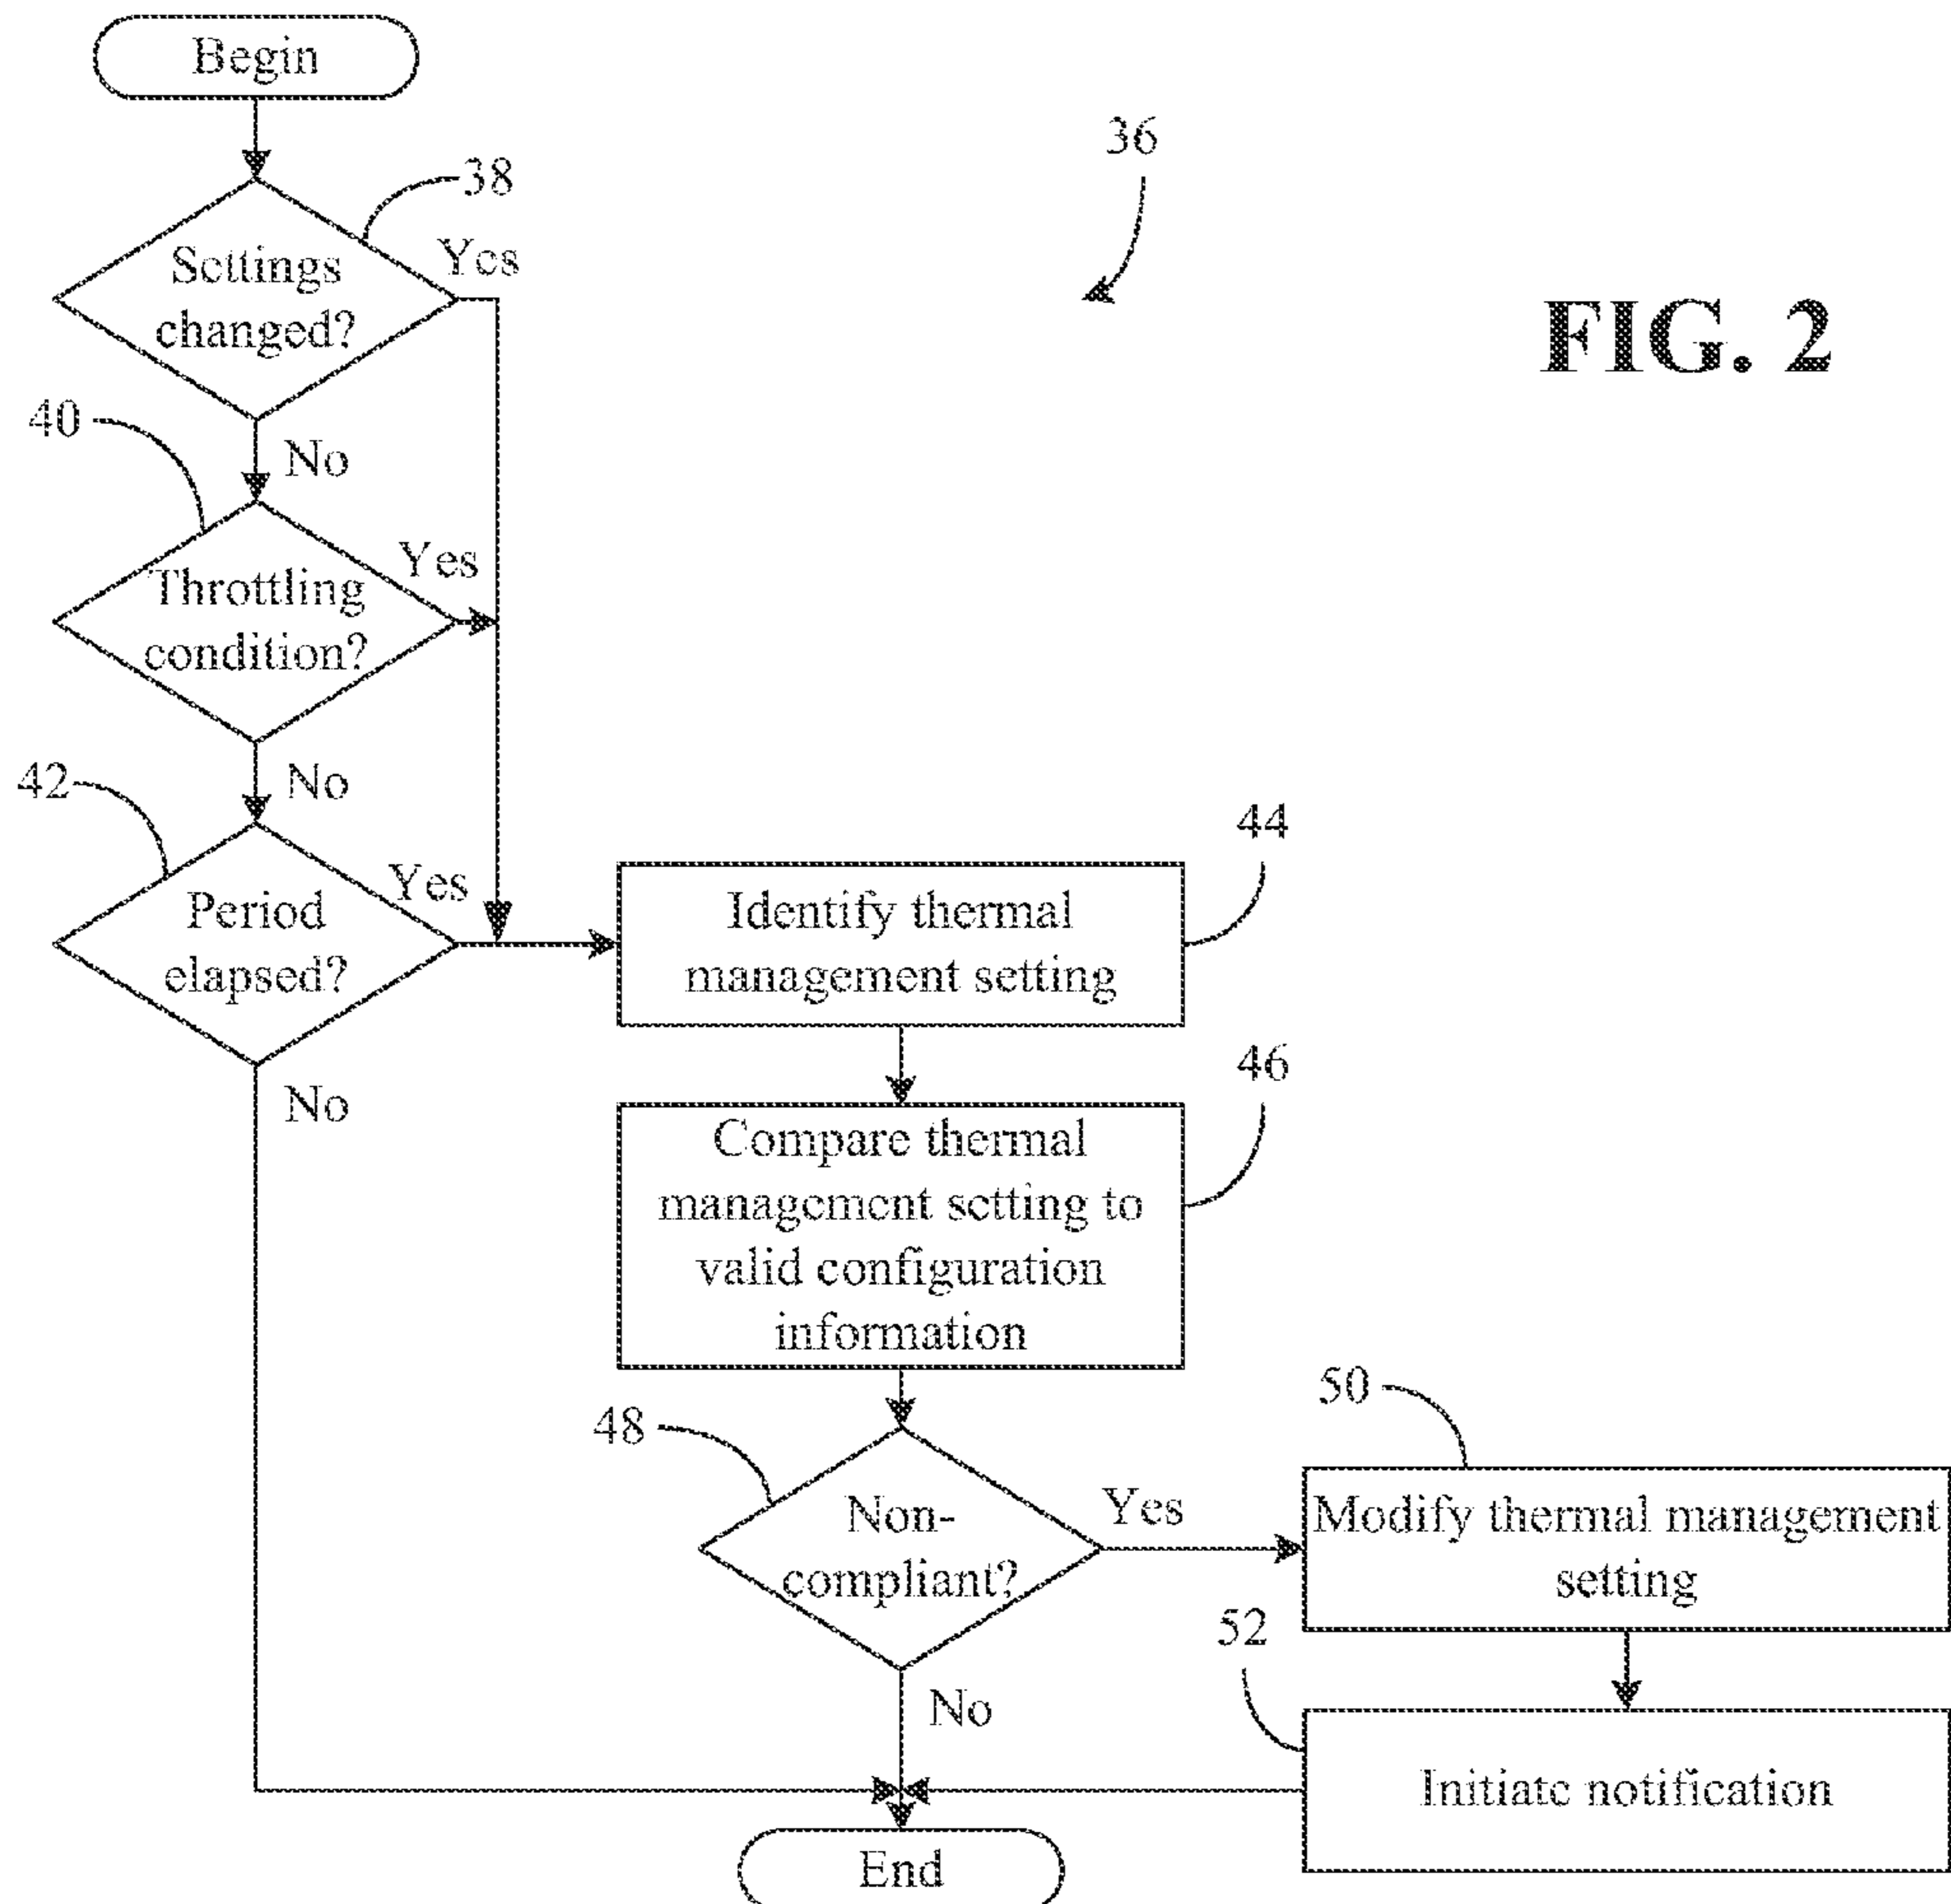 Begin
36
38
Settings
changed?
Yes
FIG. 2
40
No
Throttling
condition?
Yes
42
No
Period
elapsed?
Yes
44
Identify thermal
management setting
No
46
Compare thermal
management setting to
valid configuration
information
48
Non-
compliant?
Yes
50
Modify thermal management
setting
52
No
Initiate notification
End